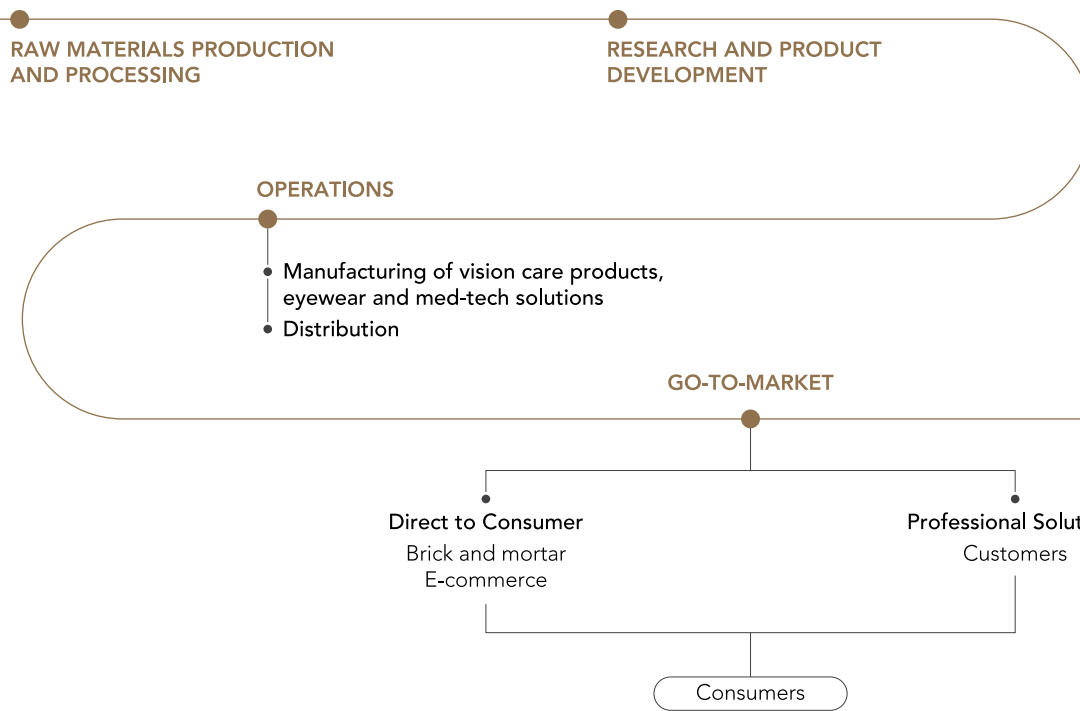 RAW MATERIALS PRODUCTION
AND PROCESSING
RESEARCH AND PRODUCT
DEVELOPMENT
OPERATIONS
Manufacturing of vision care products,
eyewear and med-tech solutions
Distribution
GO-TO-MARKET
Direct to Consumer
Brick and mortar
E-commerce
Professional
Customers
Consumers